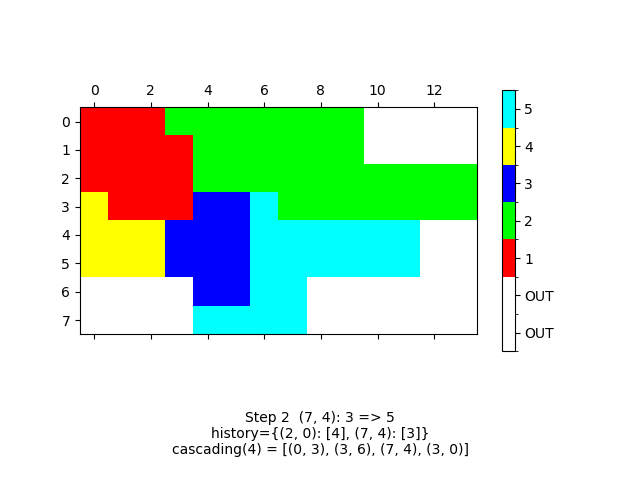 0 2 4 6 8 10 12
0
1
2
3
4
5
6
7
5
4
3
2
1
OUT
OUT
Step 2  (7, 4): 3 => 5
history={(2, 0): [4], (7, 4): [3]}
cascading(4) = [(0, 3), (3, 6), (7, 4), (3, 0)]